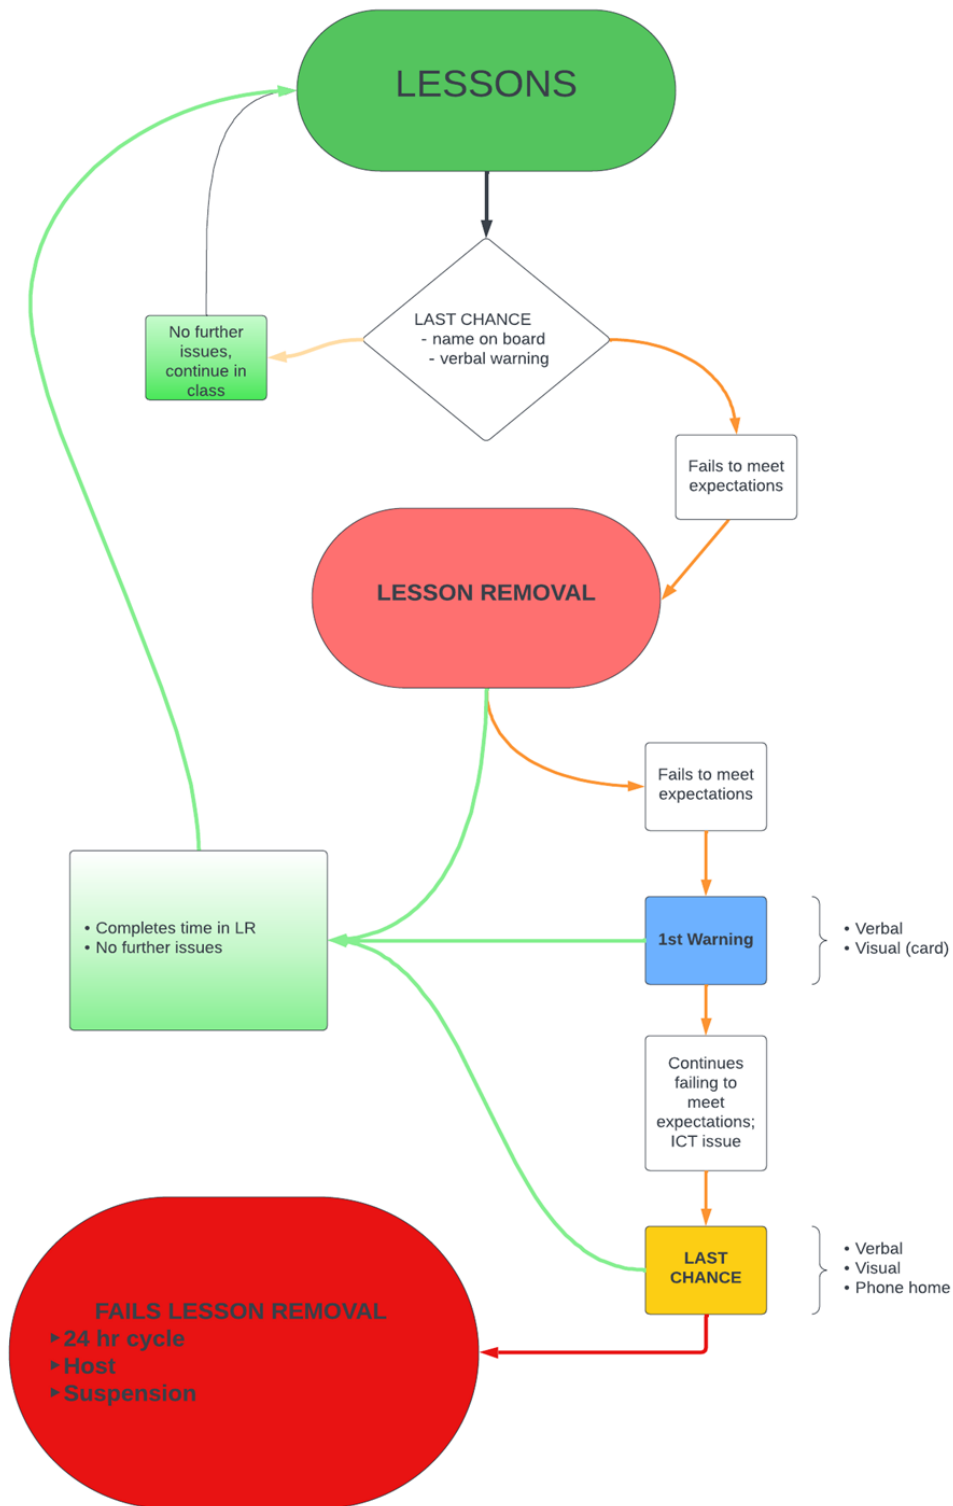 LESSONS
LAST CHANCE
- name on board
- verbal warning
No further
issues,
continue in
class
Fails to meet
expectations
LESSON REMOVAL
Fails to meet
expectations
1st Warning
• Verbal
• Visual (card)
• Completes time in LR
• No further issues
Continues
failing to
meet
expectations;
ICT issue
LAST
CHANCE
• Verbal
• Visual
• Phone home
FAILS LESSON REMOVAL
▸24 hr cycle
▸Host
▸Suspension